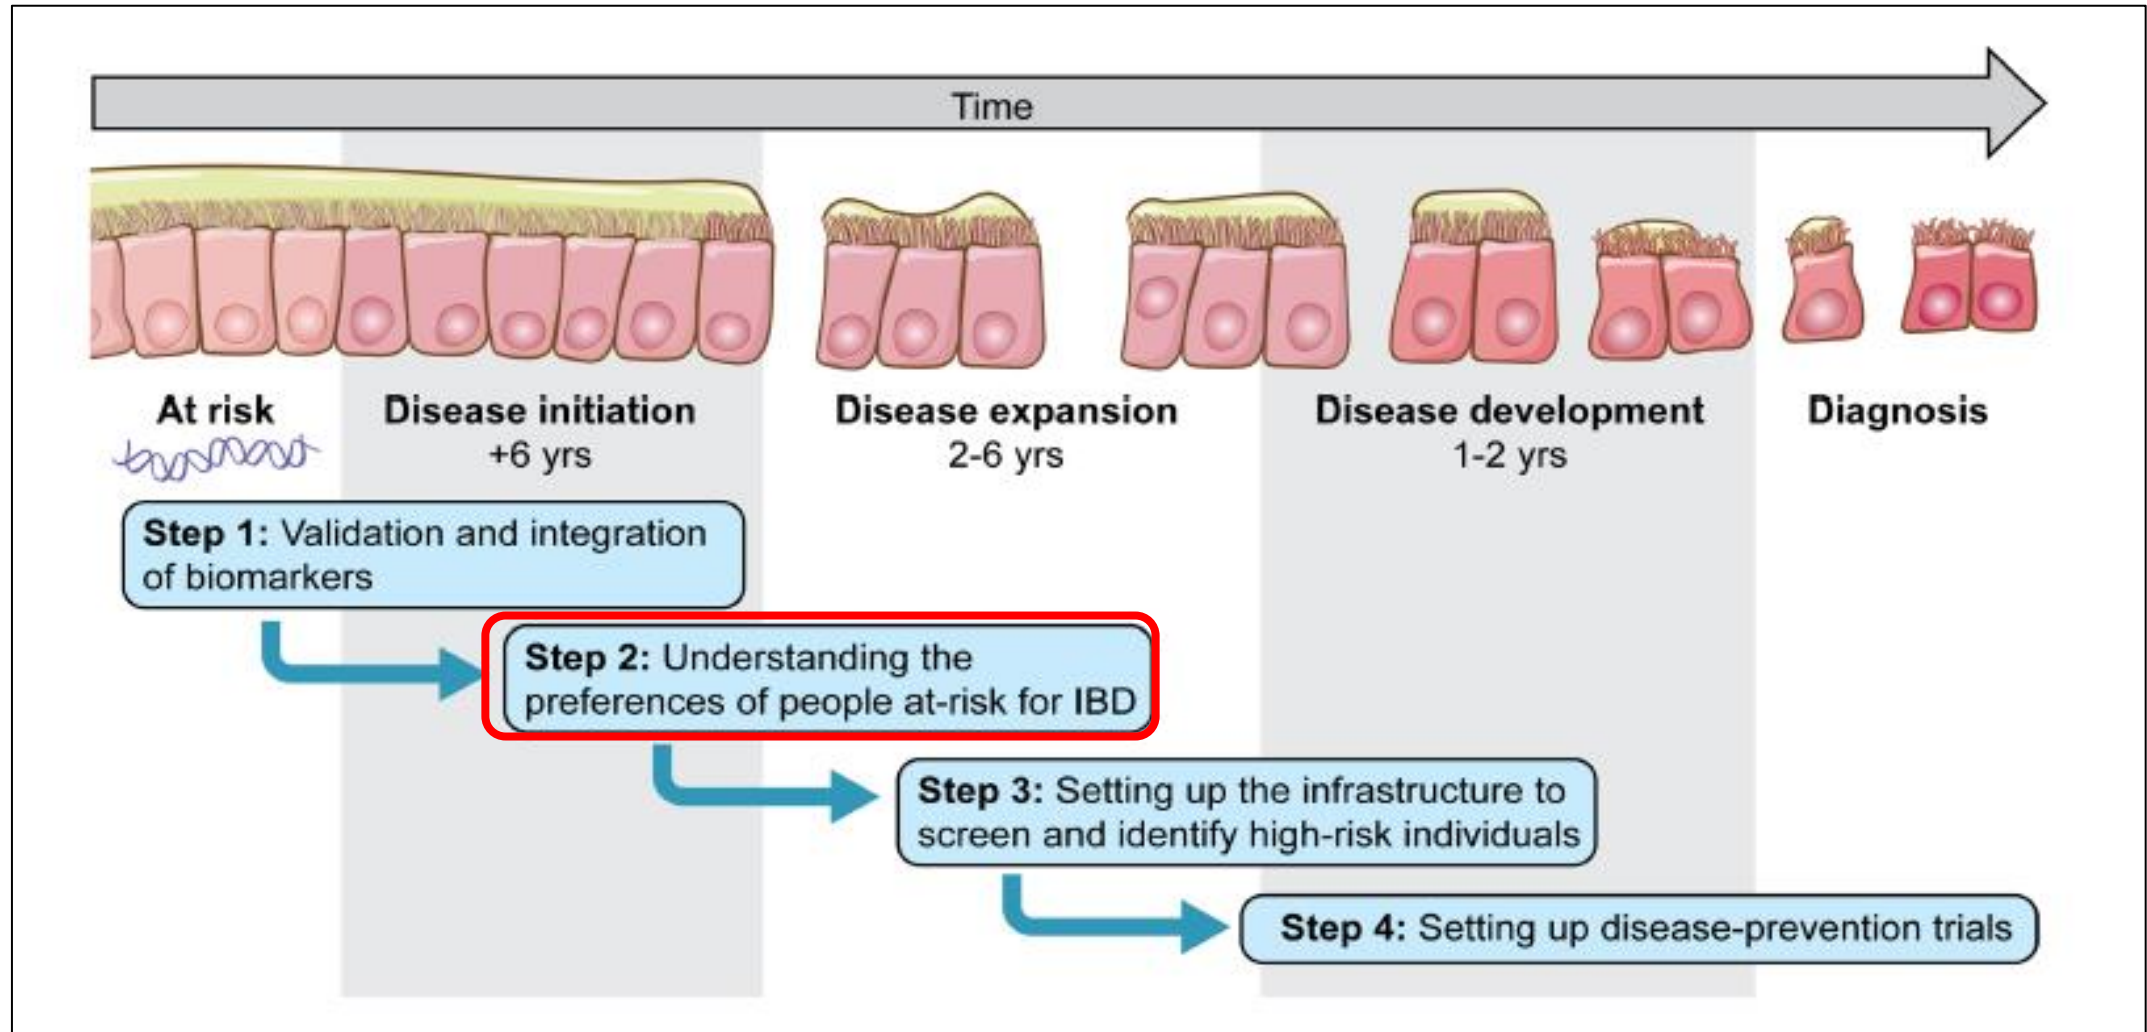 Time
At risk
Disease initiation
+6 yrs
Disease expansion
2-6 yrs
Disease development
1-2 yrs
Diagnosis
Step 1: Validation and integration
of biomarkers
Step 2: Understanding the
preferences of people at-risk for IBD
Step 3: Setting up the infrastructure to
screen and identify high-risk individuals
Step 4: Setting up disease-prevention trials